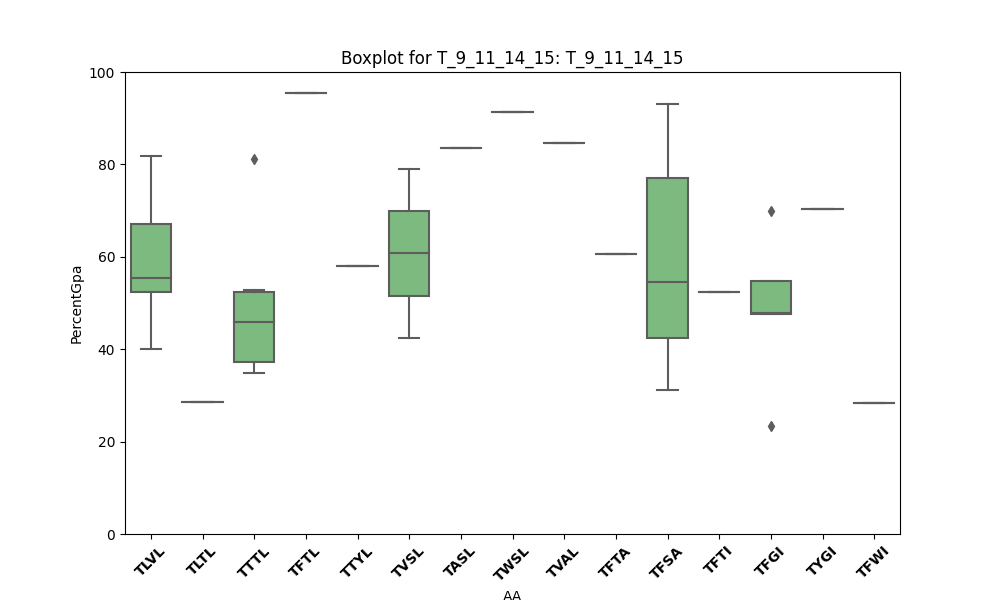 Boxplot for T_9_11_14_15: T_9_11_14_15
100
80
60
40
20
0
PercentGpa
TLVL
TLTL
TTTL
TFTL
TTYL
TVSL
TASL
TWSL
TVAL
TFTA
TFSA
TFTI
TFGI
TYGI
TFWI
AA